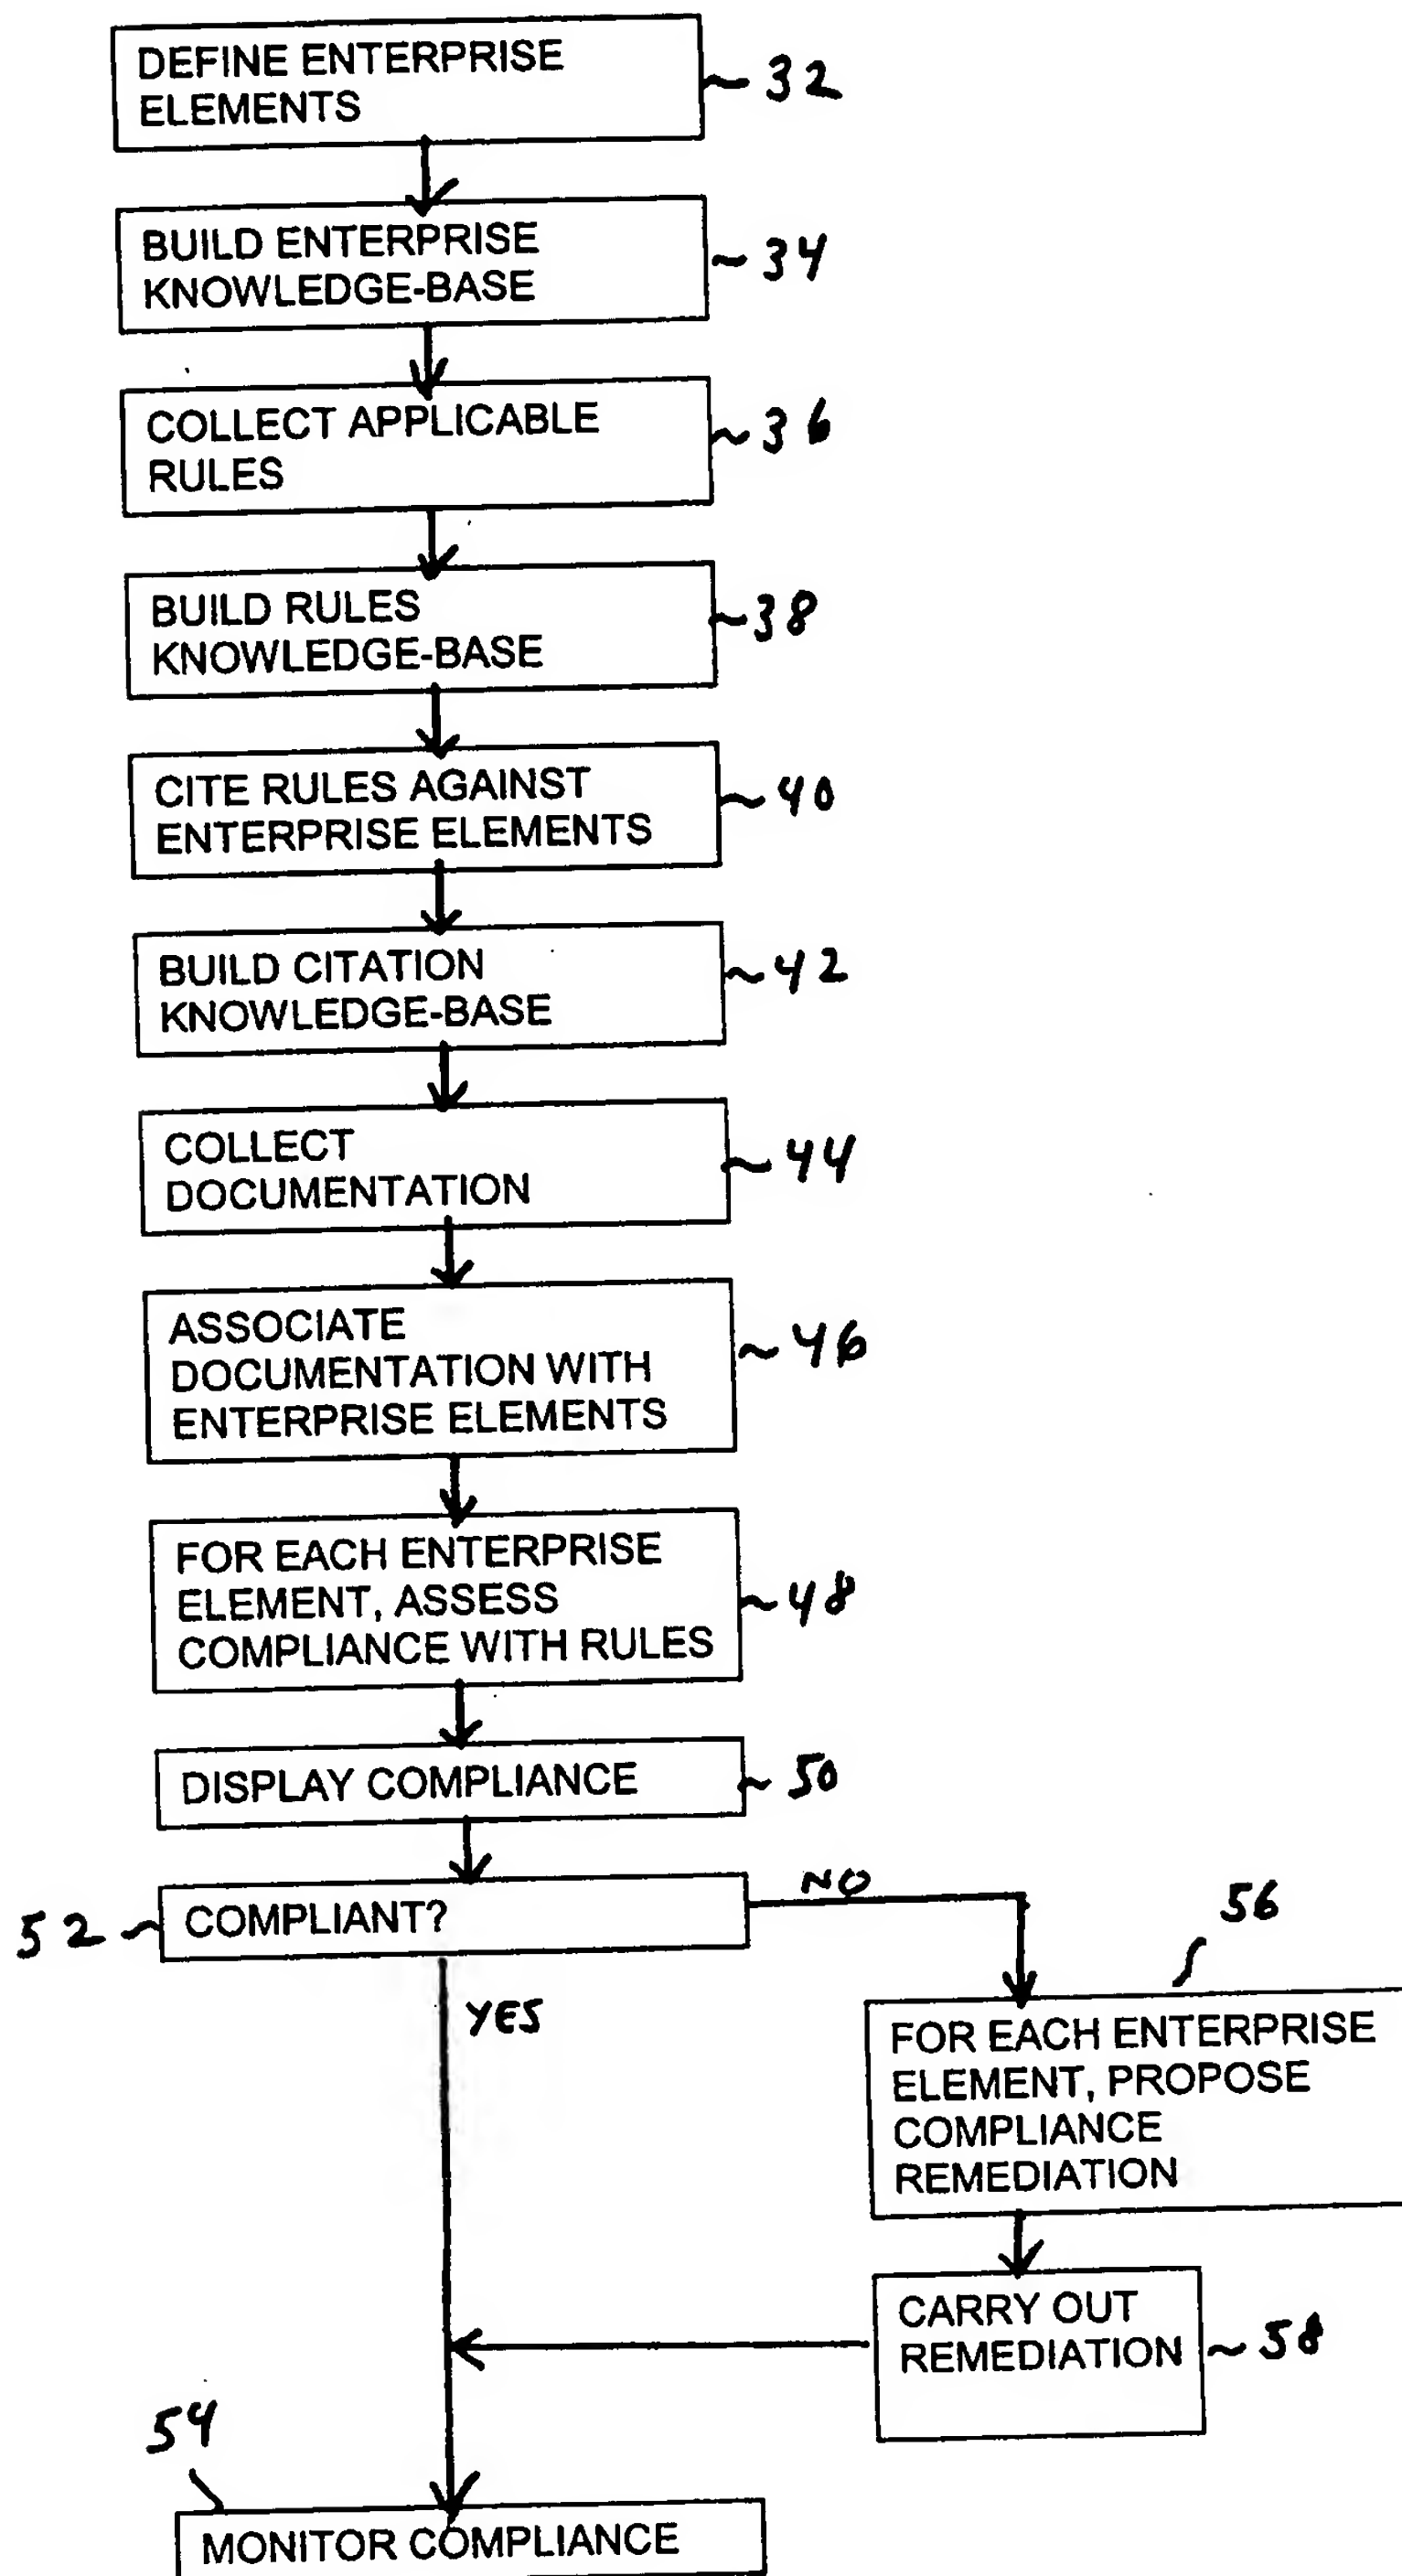 DEFINE ENTERPRISE
ELEMENTS
32
BUILD ENTERPRISE
KNOWLEDGE-BASE
34
COLLECT APPLICABLE
RULES
36
BUILD RULES
KNOWLEDGE-BASE
38
CITE RULES AGAINST
ENTERPRISE ELEMENTS
40
BUILD CITATION
KNOWLEDGE-BASE
42
COLLECT
DOCUMENTATION
44
ASSOCIATE
DOCUMENTATION WITH
ENTERPRISE ELEMENTS
46
FOR EACH ENTERPRISE
ELEMENT, ASSESS
COMPLIANCE WITH RULES
48
DISPLAY COMPLIANCE
50
52
COMPLIANT?
NO
YES
56
FOR EACH ENTERPRISE
ELEMENT, PROPOSE
COMPLIANCE
REMEDIATION
CARRY OUT
REMEDIATION
58
54
MONITOR COMPLIANCE